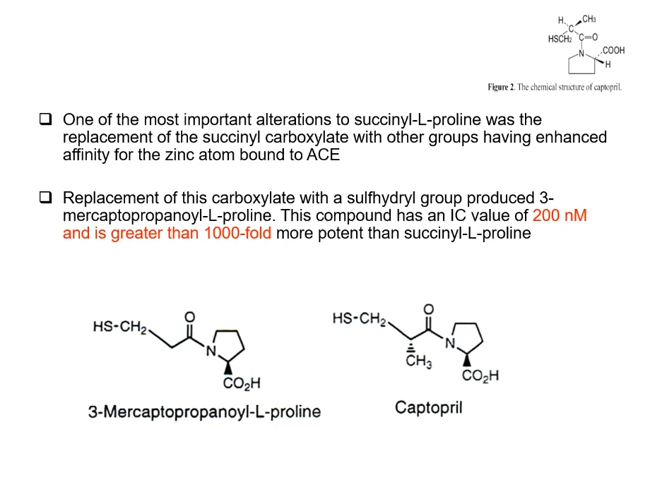 H CH3
C
HSCH2 C=O
N COOH
H
Figure 2. The chemical structure of captopril.
❑ One of the most important alterations to succinyl-L-proline was the
replacement of the succinyl carboxylate with other groups having enhanced
affinity for the zinc atom bound to ACE
❑ Replacement of this carboxylate with a sulfhydryl group produced 3-
mercaptopropanoyl-L-proline. This compound has an IC value of 200 nM
and is greater than 1000-fold more potent than succinyl-L-proline
HS-CH2 O
N
CO2H
3-Mercaptopropanoyl-L-proline
HS-CH2 O
N
CH3
CO2H
Captopril